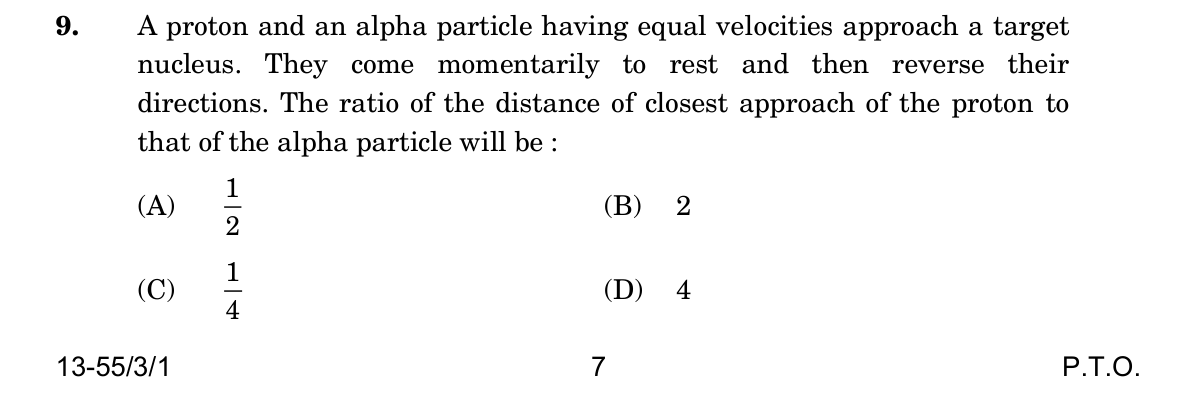 9. A proton and an alpha particle having equal velocities approach a target
nucleus. They come momentarily to rest and then reverse their
directions. The ratio of the distance of closest approach of the proton to
that of the alpha particle will be :
(A) 1/2 (B) 2
(C) 1/4 (D) 4
13-55/3/1 7 P.T.O.